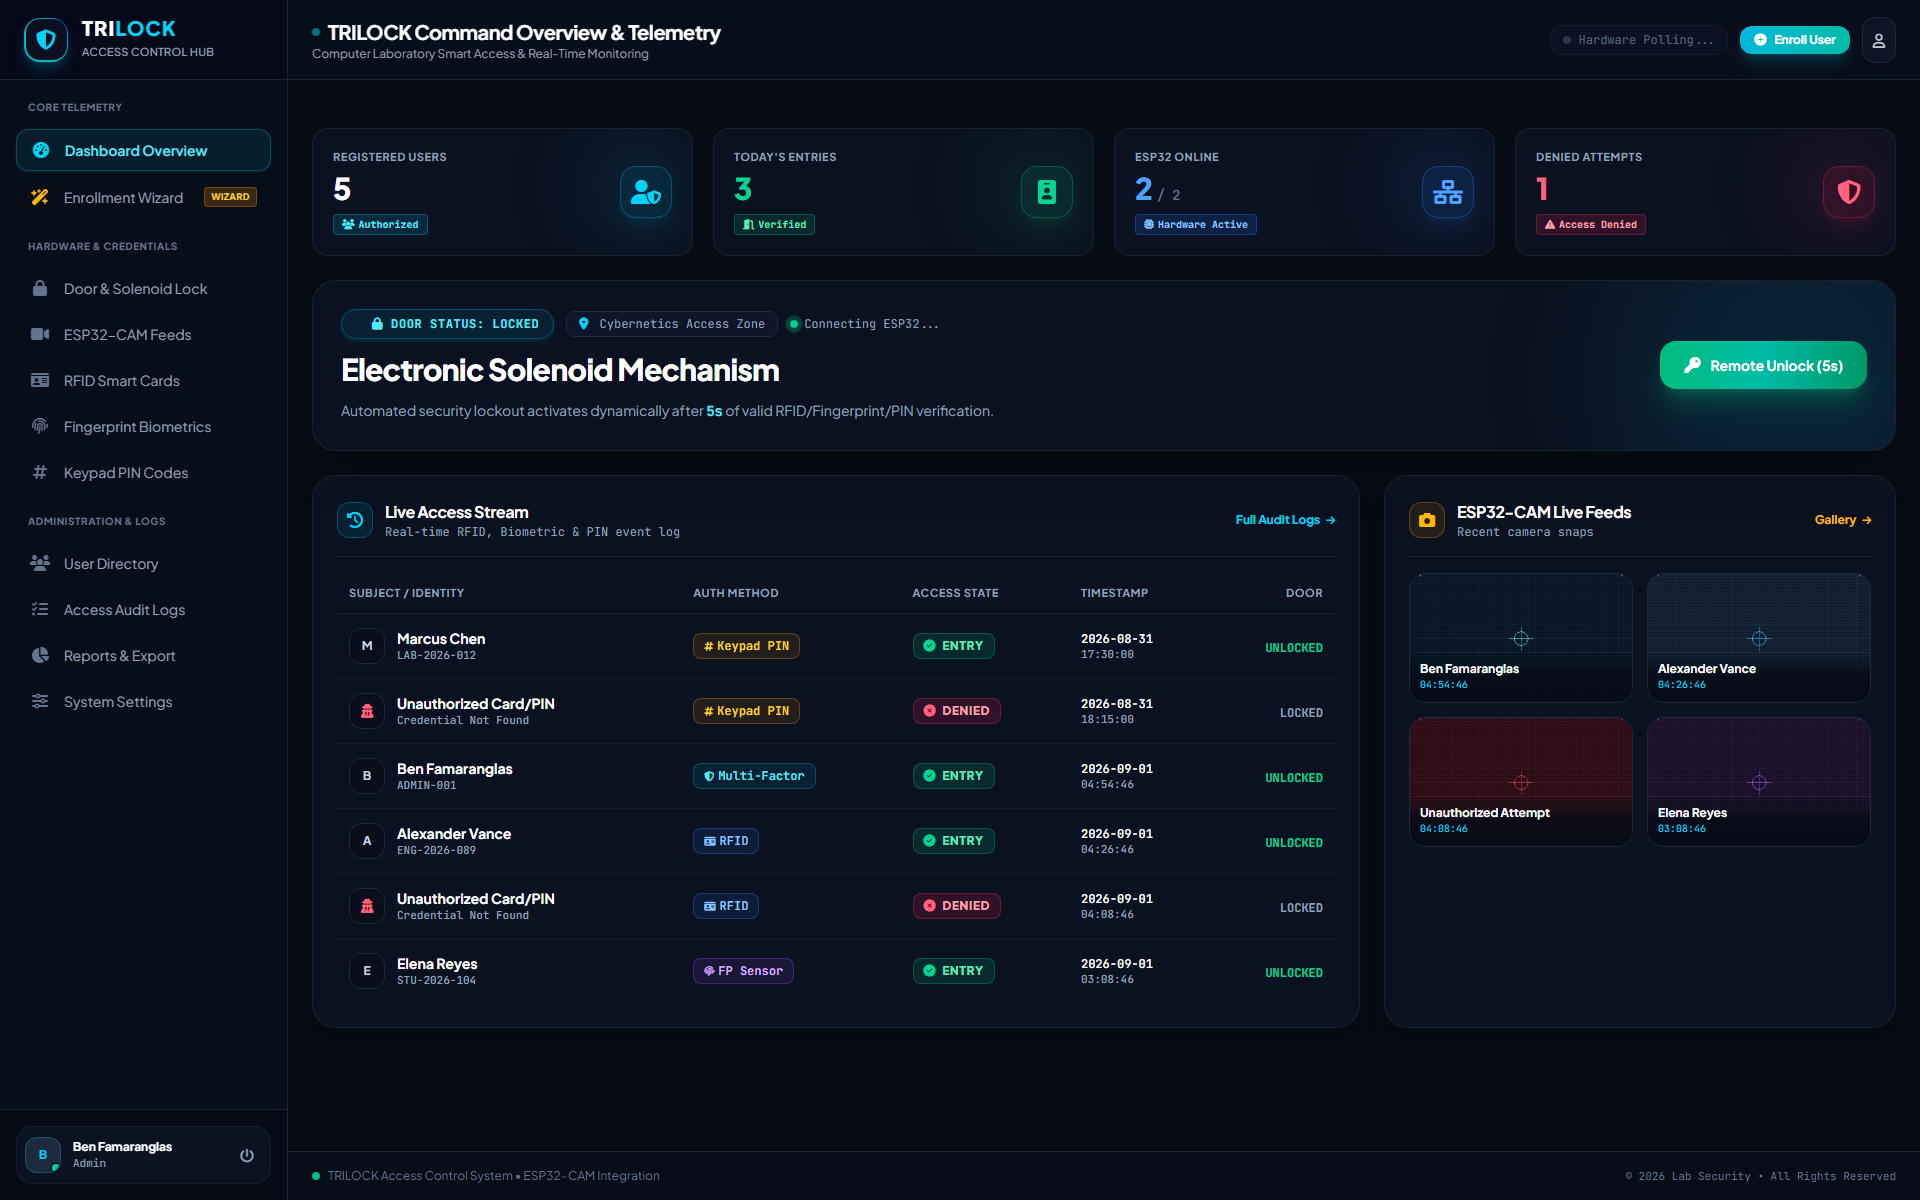 TRILOCK
ACCESS CONTROL HUB
CORE TELEMETRY
Dashboard Overview
Enrollment Wizard WIZARD
HARDWARE & CREDENTIALS
Door & Solenoid Lock
ESP32-CAM Feeds
RFID Smart Cards
Fingerprint Biometrics
Keypad PIN Codes
ADMINISTRATION & LOGS
User Directory
Access Audit Logs
Reports & Export
System Settings
B Ben Famaranglas
Admin
TRILOCK Command Overview & Telemetry
Computer Laboratory Smart Access & Real-Time Monitoring
Hardware Polling...
Enroll User
REGISTERED USERS
5
Authorized
TODAY'S ENTRIES
3
Verified
ESP32 ONLINE
2 / 2
Hardware Active
DENIED ATTEMPTS
1
Access Denied
DOOR STATUS: LOCKED
Cybernetics Access Zone
Connecting ESP32...
Electronic Solenoid Mechanism
Automated security lockout activates dynamically after 5s of valid RFID/Fingerprint/PIN verification.
Remote Unlock (5s)
Live Access Stream
Real-time RFID, Biometric & PIN event log
Full Audit Logs →
SUBJECT / IDENTITY AUTH METHOD ACCESS STATE TIMESTAMP DOOR
M Marcus Chen # Keypad PIN ENTRY 2026-08-31 UNLOCKED
LAB-2026-012 17:30:00
Unauthorized Card/PIN # Keypad PIN DENIED 2026-08-31 LOCKED
Credential Not Found 18:15:00
B Ben Famaranglas Multi-Factor ENTRY 2026-09-01 UNLOCKED
ADMIN-001 04:54:46
A Alexander Vance RFID ENTRY 2026-09-01 UNLOCKED
ENG-2026-089 04:26:46
Unauthorized Card/PIN RFID DENIED 2026-09-01 LOCKED
Credential Not Found 04:08:46
E Elena Reyes FP Sensor ENTRY 2026-09-01 UNLOCKED
STU-2026-104 03:08:46
ESP32-CAM Live Feeds
Recent camera snaps
Gallery →
Ben Famaranglas
04:54:46
Alexander Vance
04:26:46
Unauthorized Attempt
04:08:46
Elena Reyes
03:08:46
TRILOCK Access Control System • ESP32-CAM Integration
© 2026 Lab Security • All Rights Reserved